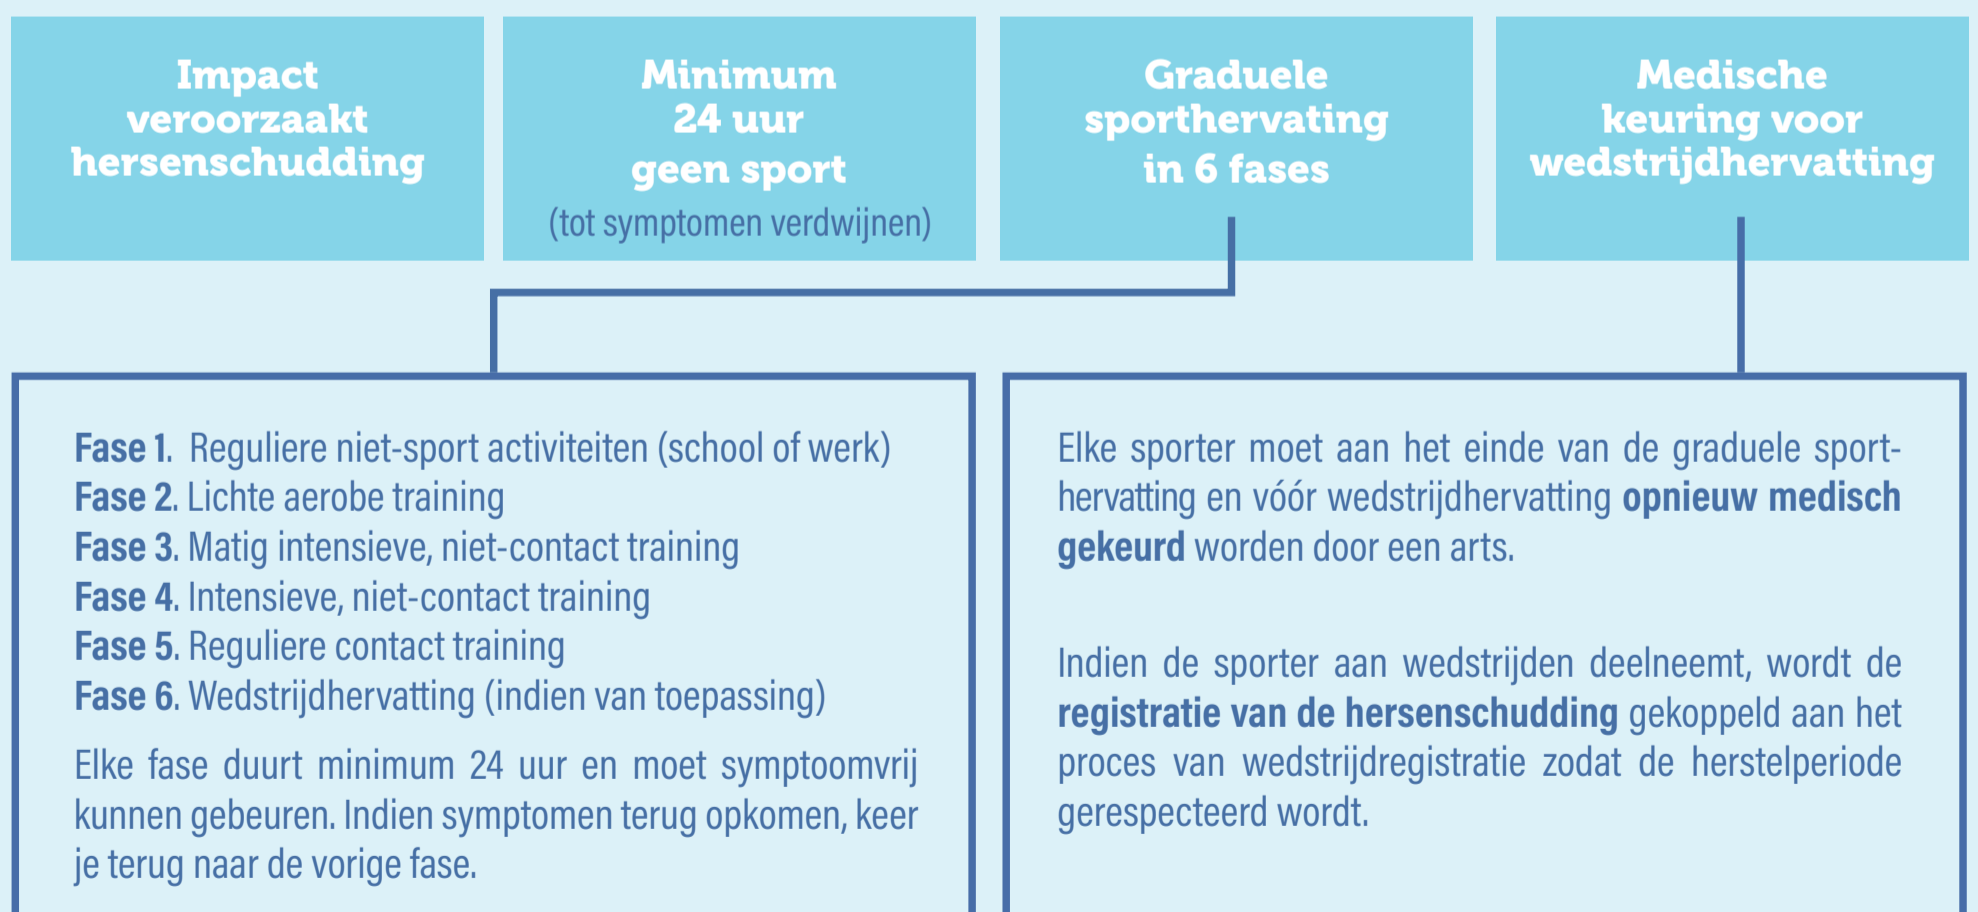 Impact
veroorzaakt
hersenschudding
Minimum
24 uur
geen sport
(tot symptomen verdwijnen)
Graduele
sporthervating
in 6 fases
Medische
keuring voor
wedstrijdhervatting
Fase 1. Reguliere niet-sport activiteiten (school of werk)
Fase 2. Lichte aerobe training
Fase 3. Matig intensieve, niet-contact training
Fase 4. Intensieve, niet-contact training
Fase 5. Reguliere contact training
Fase 6. Wedstrijdhervatting (indien van toepassing)
Elke fase duurt minimum 24 uur en moet symptoomvrij
kunnen gebeuren. Indien symptomen terug opkomen, keer
je terug naar de vorige fase.
Elke sporter moet aan het einde van de graduele sport-
hervatting en vóór wedstrijdhervatting opnieuw medisch
gekeurd worden door een arts.
Indien de sporter aan wedstrijden deelneemt, wordt de
registratie van de hersenschudding gekoppeld aan het
proces van wedstrijdregistratie zodat de herstelperiode
gerespecteerd wordt.